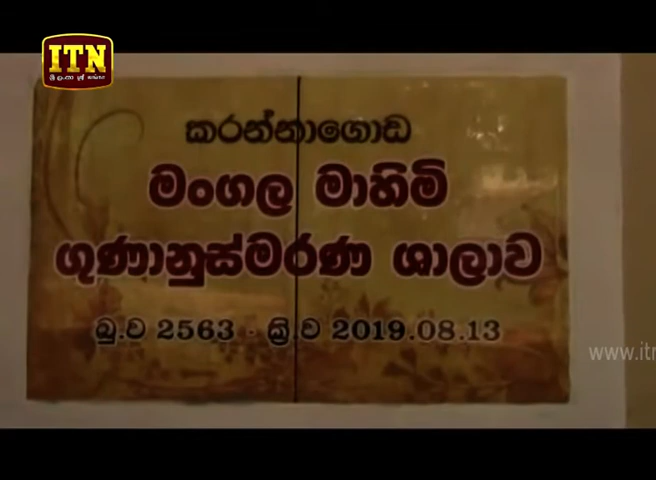 ITN
කරන්නාගොඩ
මංගල මාහිමි
ගුණානුස්මරණ ශාලාව
බු.ව 2563 - ක්‍රි.ව 2019.08.13
www.itn